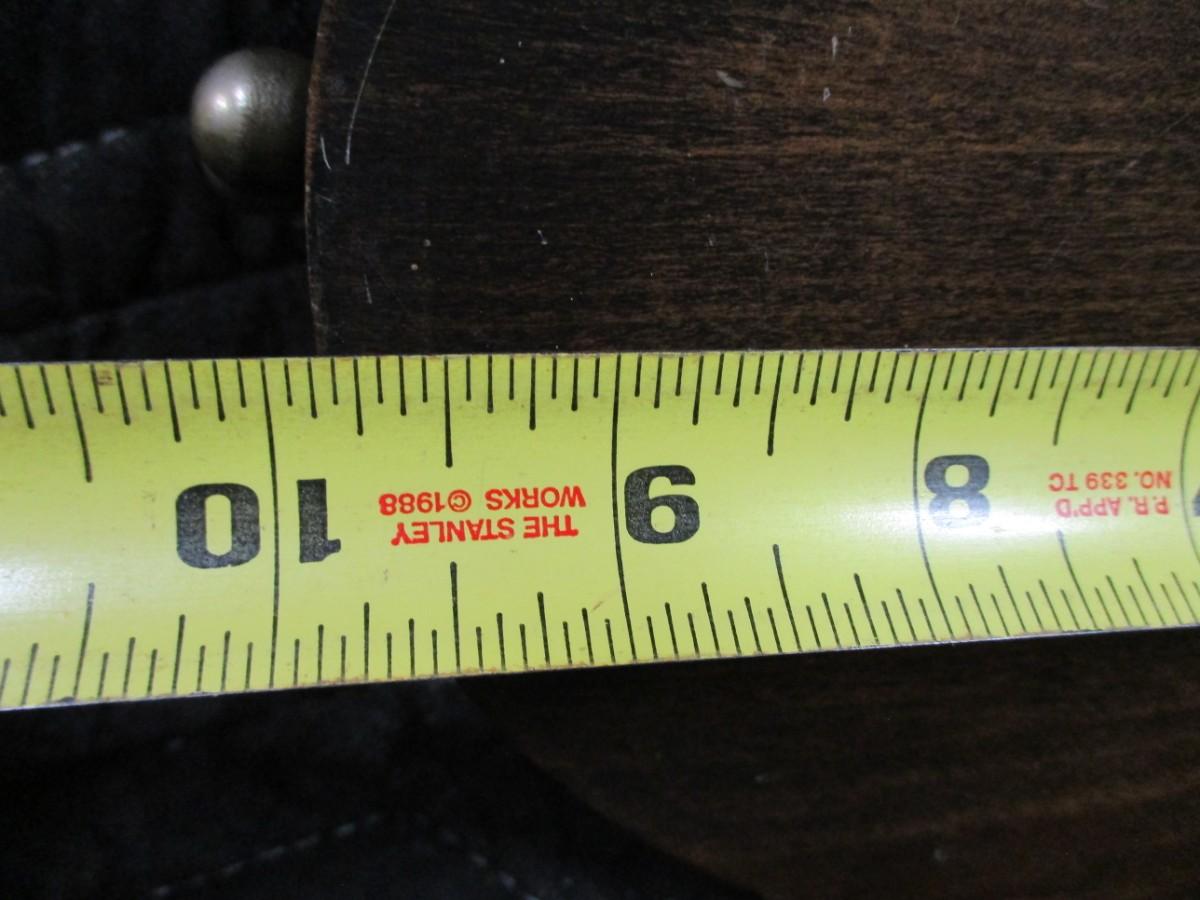 P.R. APP'D
NO. 339 TC
8
9
THE STANLEY
WORKS ©1988
10